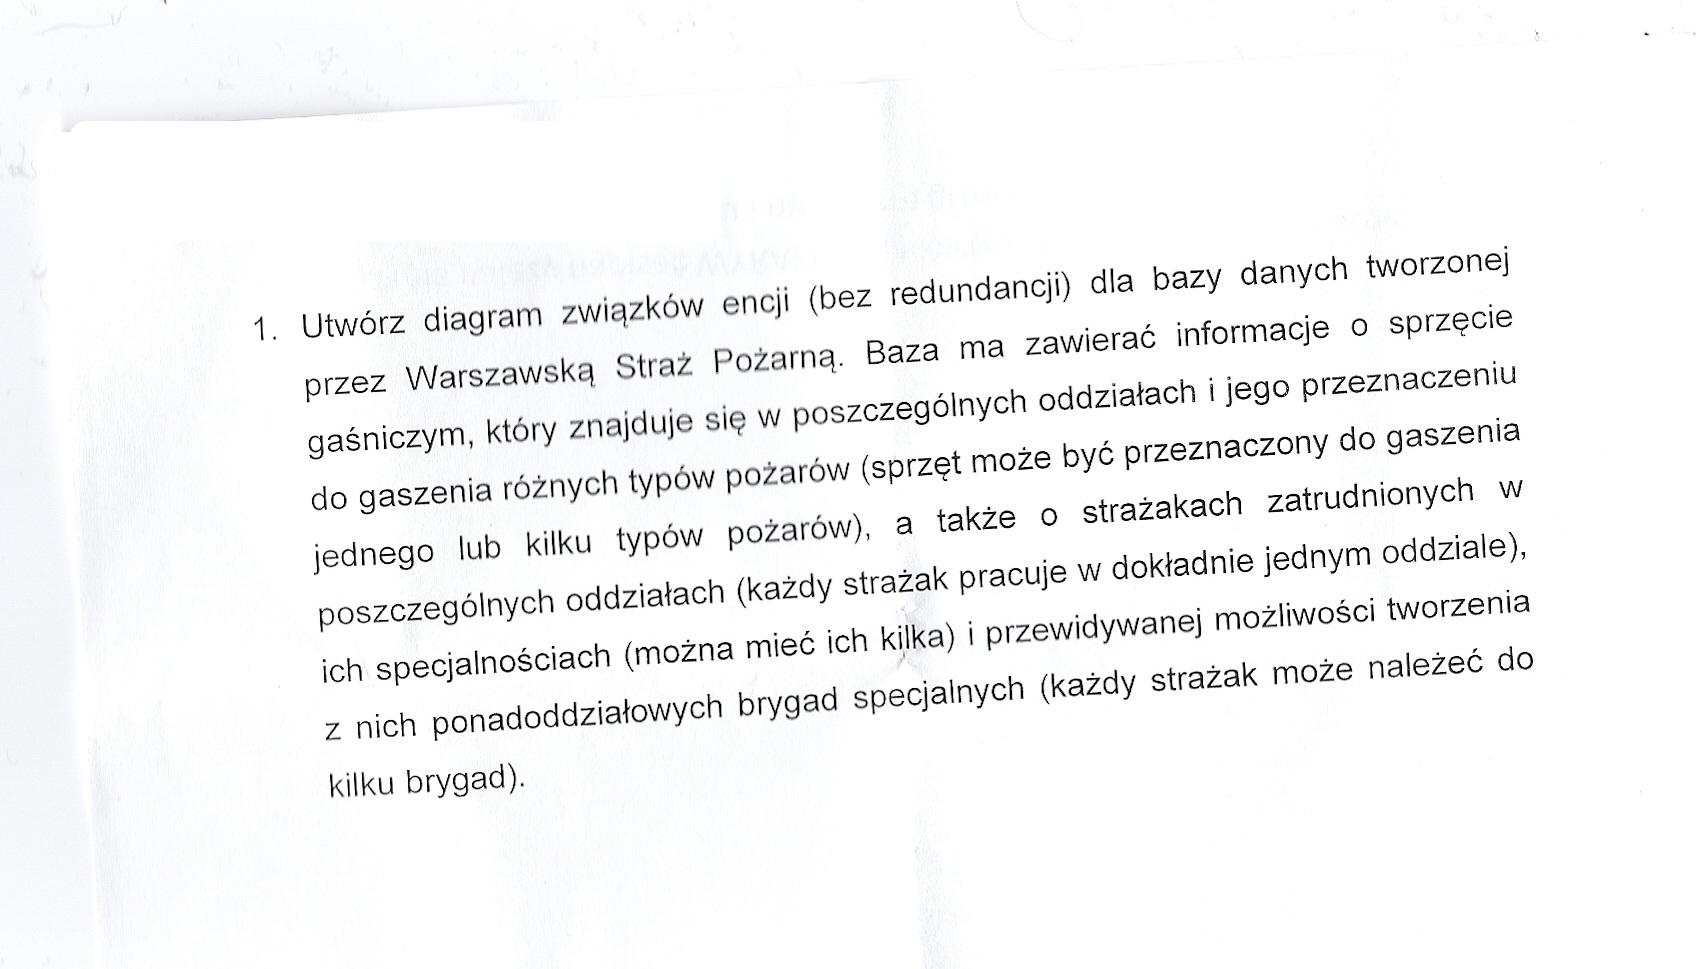 1. Utwórz diagram związków encji (bez redundancji) dla bazy danych tworzonej
przez Warszawską Straż Pożarną. Baza ma zawierać informacje o sprzęcie
gaśniczym, który znajduje się w poszczególnych oddziałach i jego przeznaczeniu
do gaszenia różnych typów pożarów (sprzęt może być przeznaczony do gaszenia
jednego lub kilku typów pożarów), a także o strażakach zatrudnionych w
poszczególnych oddziałach (każdy strażak pracuje w dokładnie jednym oddziale),
ich specjalnościach (można mieć ich kilka) i przewidywanej możliwości tworzenia
z nich ponadoddziałowych brygad specjalnych (każdy strażak może należeć do
kilku brygad).